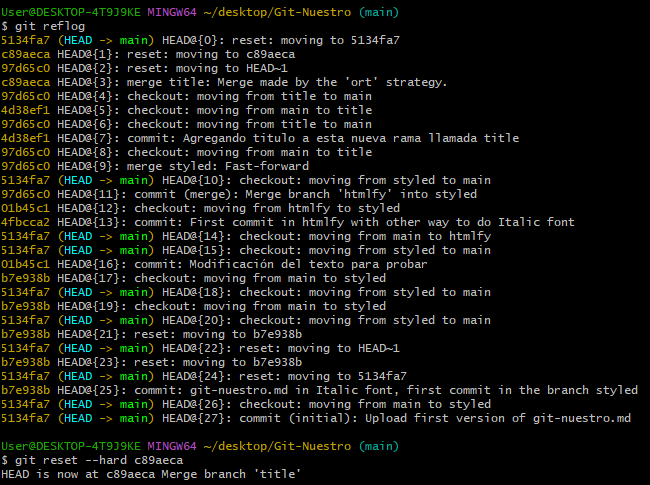 User@DESKTOP-4T9J9KE MINGW64 ~/desktop/Git-Nuestro (main)
$ git reflog
5134fa7 (HEAD -> main) HEAD@{0}: reset: moving to 5134fa7
c89aeca HEAD@{1}: reset: moving to c89aeca
97d65c0 HEAD@{2}: reset: moving to HEAD~1
c89aeca HEAD@{3}: merge title: Merge made by the 'ort' strategy.
97d65c0 HEAD@{4}: checkout: moving from title to main
4d38ef1 HEAD@{5}: checkout: moving from main to title
97d65c0 HEAD@{6}: checkout: moving from title to main
4d38ef1 HEAD@{7}: commit: Agregando titulo a esta nueva rama llamada title
97d65c0 HEAD@{8}: checkout: moving from main to title
97d65c0 HEAD@{9}: merge styled: Fast-forward
5134fa7 (HEAD -> main) HEAD@{10}: checkout: moving from styled to main
97d65c0 HEAD@{11}: commit (merge): Merge branch 'htmlfy' into styled
01b45c1 HEAD@{12}: checkout: moving from htmlfy to styled
4fbcca2 HEAD@{13}: commit: First commit in htmlfy with other way to do Italic font
5134fa7 (HEAD -> main) HEAD@{14}: checkout: moving from main to htmlfy
5134fa7 (HEAD -> main) HEAD@{15}: checkout: moving from styled to main
01b45c1 HEAD@{16}: commit: Modificación del texto para probar
b7e938b HEAD@{17}: checkout: moving from main to styled
5134fa7 (HEAD -> main) HEAD@{18}: checkout: moving from styled to main
b7e938b HEAD@{19}: checkout: moving from main to styled
5134fa7 (HEAD -> main) HEAD@{20}: checkout: moving from styled to main
b7e938b HEAD@{21}: reset: moving to b7e938b
5134fa7 (HEAD -> main) HEAD@{22}: reset: moving to HEAD~1
b7e938b HEAD@{23}: reset: moving to b7e938b
5134fa7 (HEAD -> main) HEAD@{24}: reset: moving to 5134fa7
b7e938b HEAD@{25}: commit: git-nuestro.md in Italic font, first commit in the branch styled
5134fa7 (HEAD -> main) HEAD@{26}: checkout: moving from main to styled
5134fa7 (HEAD -> main) HEAD@{27}: commit (initial): Upload first version of git-nuestro.md
User@DESKTOP-4T9J9KE MINGW64 ~/desktop/Git-Nuestro (main)
$ git reset --hard c89aeca
HEAD is now at c89aeca Merge branch 'title'